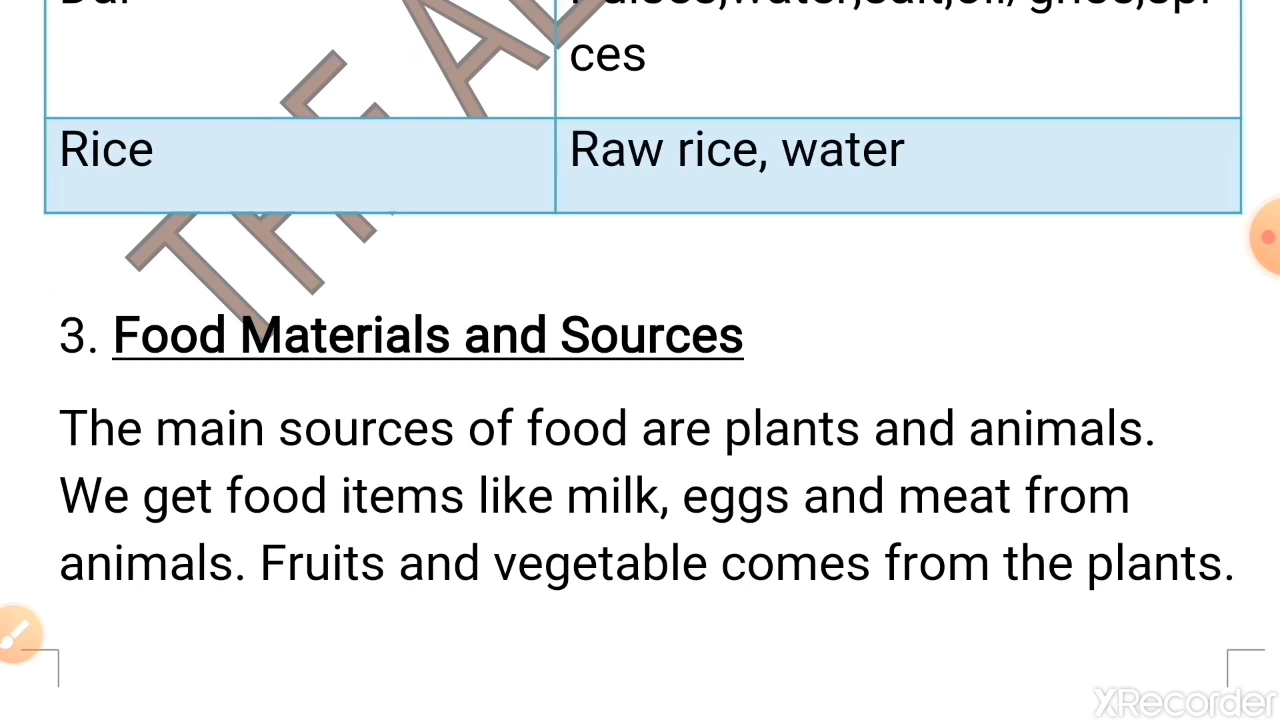 ces
Rice
Raw rice, water
3. Food Materials and Sources
The main sources of food are plants and animals.
We get food items like milk, eggs and meat from
animals. Fruits and vegetable comes from the plants.
XRecorder